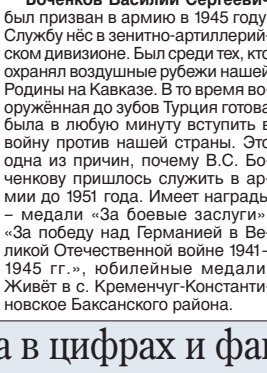 Боченков Василий Сергеевич
был призван в армию в 1945 году
Службу нёс в зенитно-артиллерий-
ском дивизионе. Был среди тех, кто
охранял воздушные рубежи нашей
Родины на Кавказе. В то время во-
оружённая до зубов Турция готова
была в любую минуту вступить в
войну против нашей страны. Это
одна из причин, почему В.С. Бо-
ченкову пришлось служить в ар-
мии до 1951 года. Имеет награды
– медали «За боевые заслуги»
«За победу над Германией в Ве-
ликой Отечественной войне 1941-
1945 гг.», юбилейные медали
Живёт в с. Кременчуг-Константи-
новское Баксанского района.
а в цифрах и фак